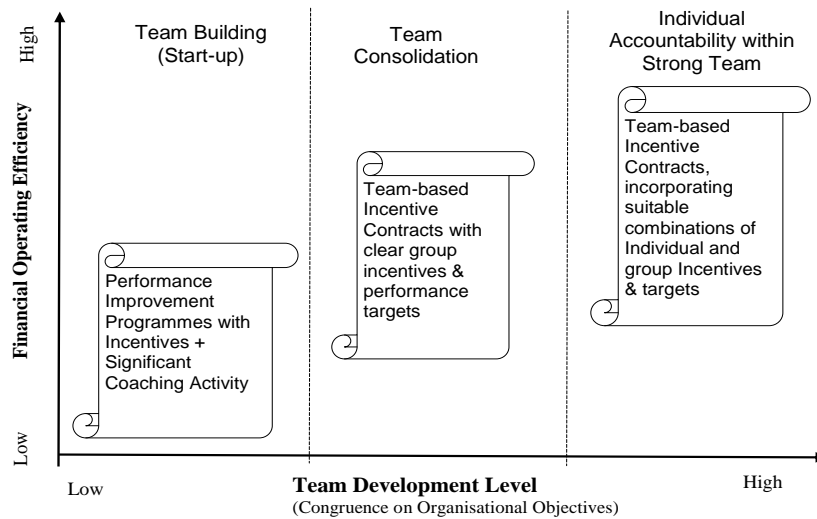 High
Financial Operating Efficiency
Low
Team Building
(Start-up)
Performance
Improvement
Programmes with
Incentives +
Significant
Coaching Activity
Team
Consolidation
Team-based
Incentive
Contracts with
clear group
incentives &
performance
targets
Individual
Accountability within
Strong Team
Team-based
Incentive
Contracts,
incorporating
suitable
combinations of
Individual and
group Incentives
& targets
Low
Team Development Level
(Congruence on Organisational Objectives)
High